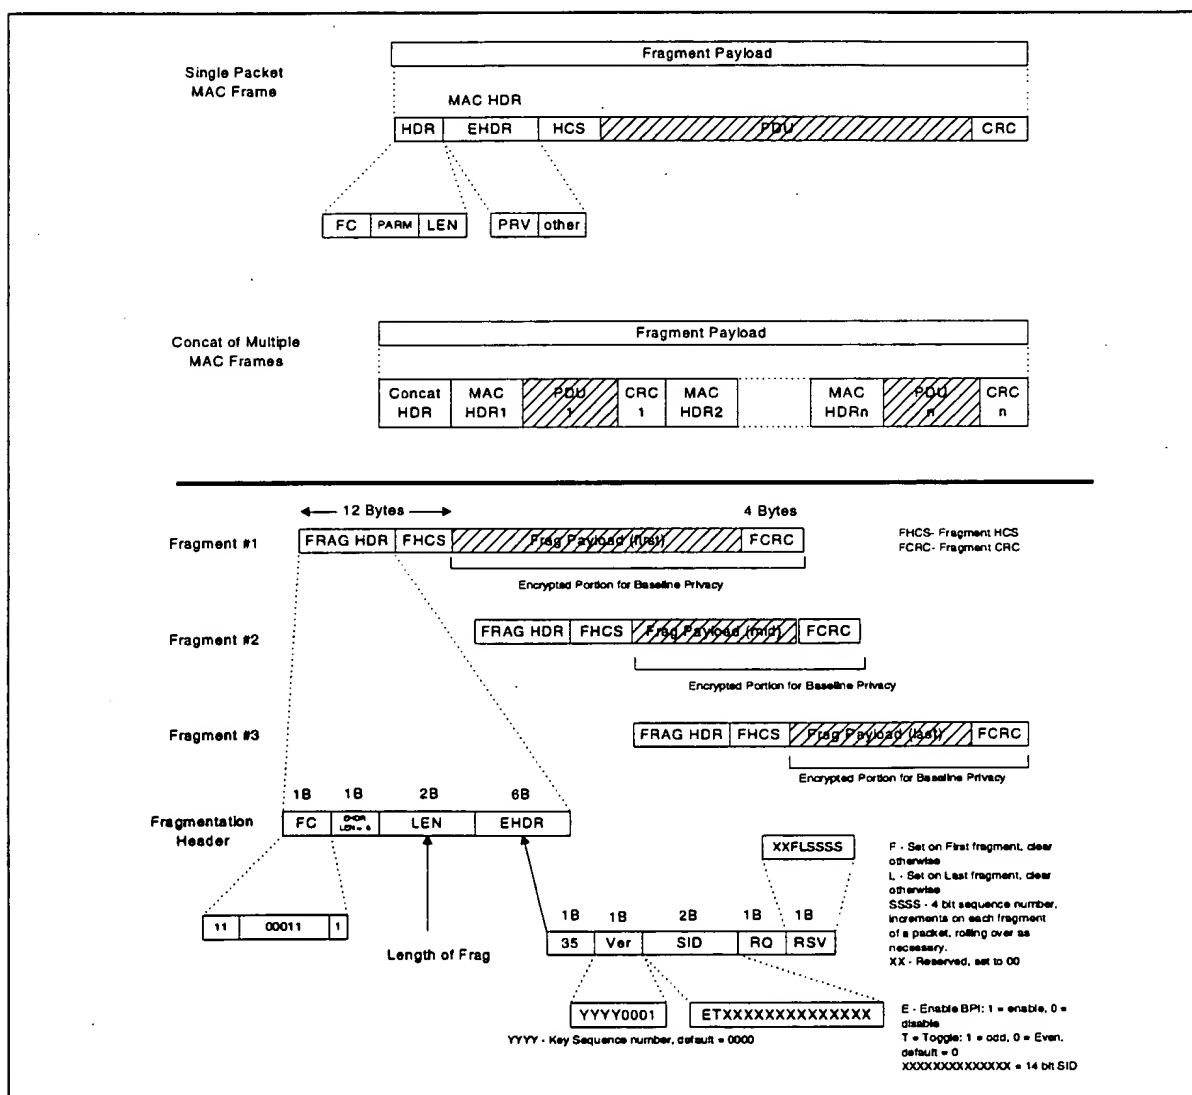 Fragment Payload
Single Packet
MAC Frame
MAC HDR
HDR EHDR HCS PDU CRC
FC PARM LEN PRV other
Fragment Payload
Concat of Multiple
MAC Frames
Concat HDR MAC HDR1 PDU 1 CRC 1 MAC HDR2 MAC HDRn PDU n CRC n
12 Bytes 4 Bytes
Fragment #1 FRAG HDR FHCS Frag Payload (first) FCRC
FHCS- Fragment HCS
FCRC- Fragment CRC
Encrypted Portion for Baseline Privacy
Fragment #2 FRAG HDR FHCS Frag Payload (mid) FCRC
Encrypted Portion for Baseline Privacy
Fragment #3 FRAG HDR FHCS Frag Payload (last) FCRC
Encrypted Portion for Baseline Privacy
1B 1B 2B 6B
Fragmentation
Header
FC EHDR LEN = 6 LEN EHDR
XXFLSSSS
F - Set on First fragment, clear
otherwise
L - Set on Last fragment, clear
otherwise
SSSS - 4 bit sequence number,
increments on each fragment
of a packet, rolling over as
necessary.
XX - Reserved, set to 00
11 00011 1
Length of Frag
1B 1B 2B 1B 1B
35 Ver SID RQ RSV
YYYY0001 ETXXXXXXXXXXXXXX
YYYY - Key Sequence number, default = 0000
E - Enable BPI: 1 = enable, 0 =
disable
T = Toggle: 1 = odd, 0 = Even,
default = 0
XXXXXXXXXXXXXX = 14 bit SID